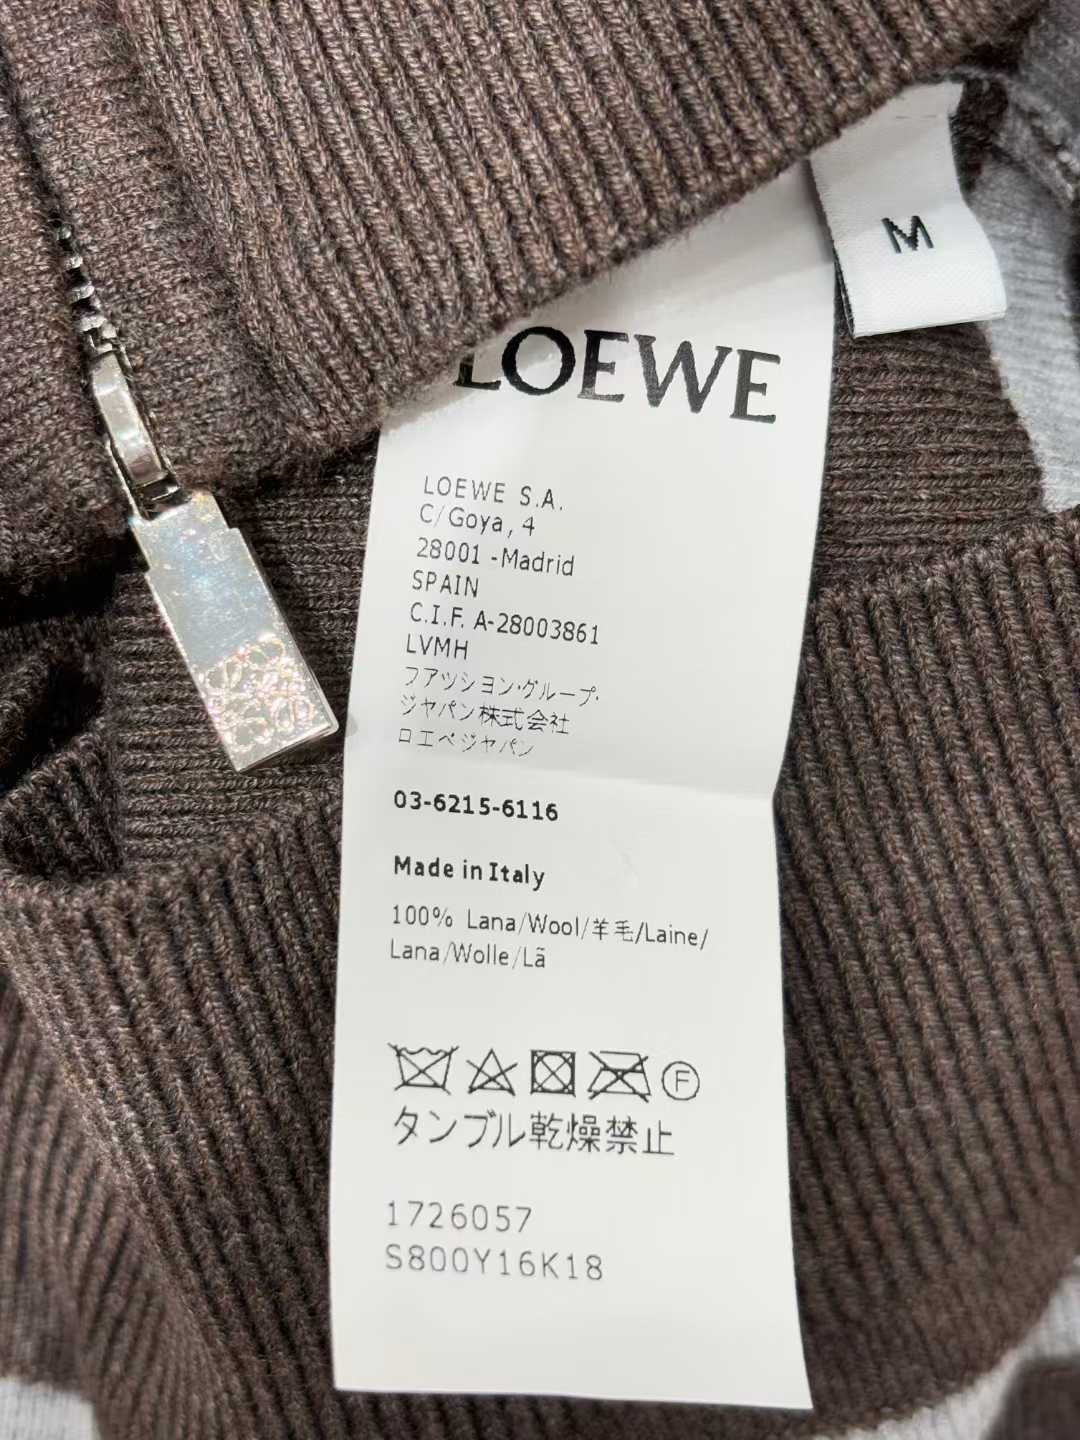 M
LOEWE
LOEWE S.A.
C/Goya, 4
28001 -Madrid
SPAIN
C.I.F. A-28003861
LVMH
ファッション・グループ・
ジャパン株式会社
ロエベジャパン
03-6215-6116
Made in Italy
100% Lana/Wool/羊毛/Laine/
Lana/Wolle/Lã
F
タンブル乾燥禁止
1726057
S800Y16K18